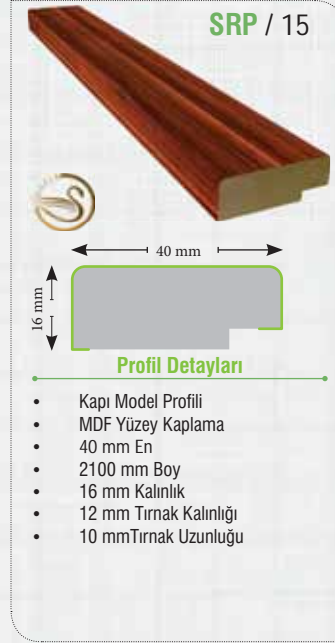 SRP / 15
40 mm
16 mm
Profil Detayları
• Kapı Model Profili
• MDF Yüzey Kaplama
• 40 mm En
• 2100 mm Boy
• 16 mm Kalınlık
• 12 mm Tırnak Kalınlığı
• 10 mmTırnak Uzunluğu